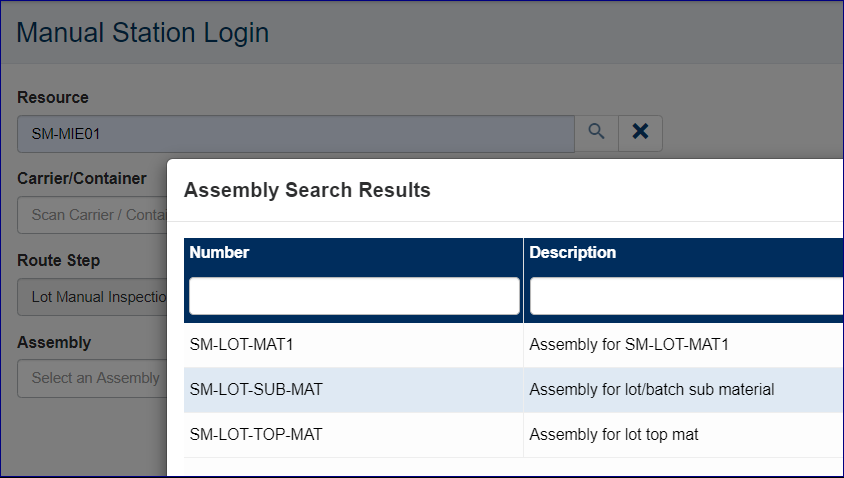 Manual Station Login
Resource
SM-MIE01
Carrier/Container
Scan Carrier / Contai
Route Step
Lot Manual Inspectio
Assembly
Select an Assembly
Assembly Search Results
Number Description
SM-LOT-MAT1 Assembly for SM-LOT-MAT1
SM-LOT-SUB-MAT Assembly for lot/batch sub material
SM-LOT-TOP-MAT Assembly for lot top mat